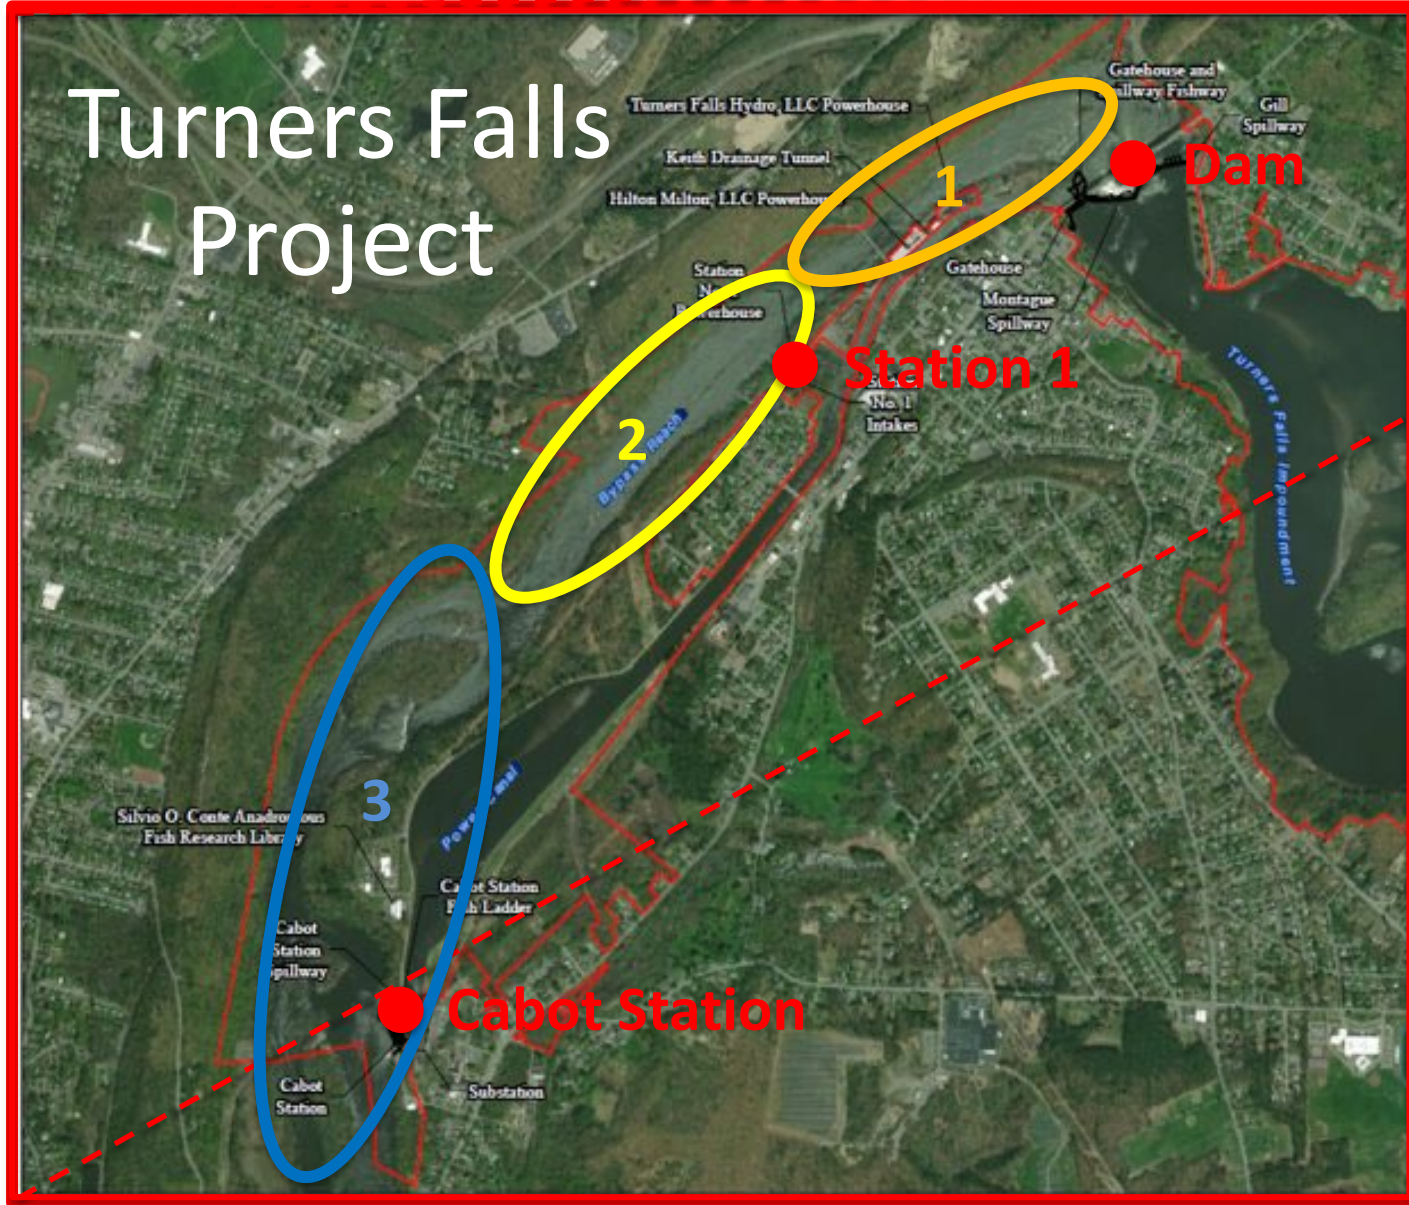 Turners Falls
Project
Gatehouse and
Spillway Fishway
Turners Falls Hydro, LLC Powerhouse
Gill
Spillway
Keith Drainage Tunnel
Dam
1
Hilton Milton, LLC Powerhouse
Station
Powerhouse
Gatehouse
Montague
Spillway
Station 1
No. 1
Intakes
Turners Falls Impoundment
2
Bypass Reach
3
Power Canal
Silvio O. Conte Anadromous
Fish Research Library
Cabot Station
Fish Ladder
Cabot
Station
Spillway
Cabot Station
Cabot
Station
Substation